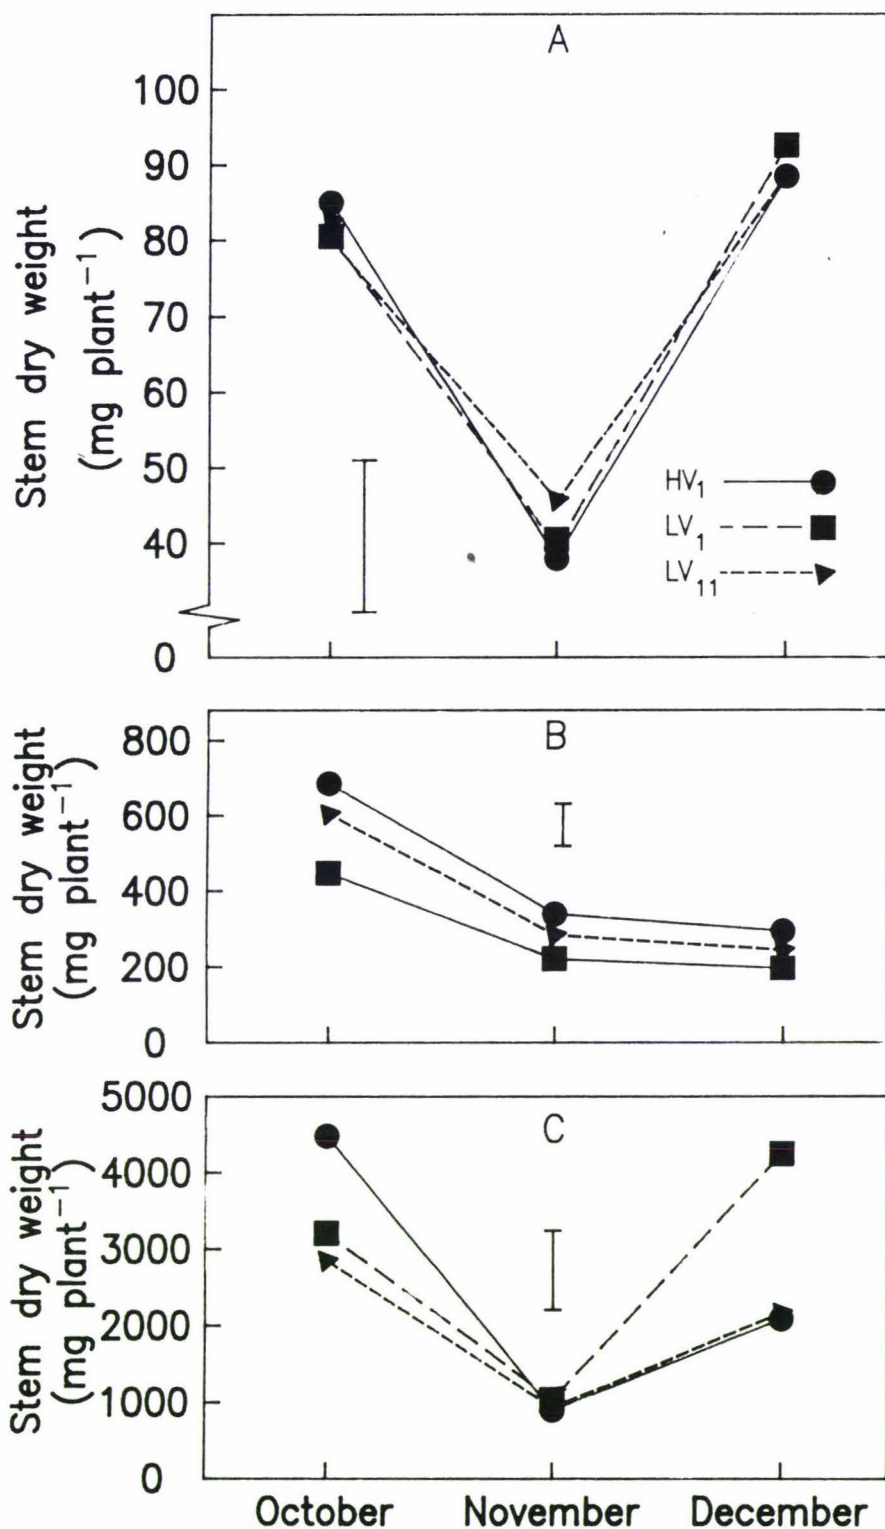 A
Stem dry weight
(mg plant⁻¹)
100
90
80
70
60
50
40
0
HV₁
LV₁
LV₁₁
B
Stem dry weight
(mg plant⁻¹)
800
600
400
200
0
C
Stem dry weight
(mg plant⁻¹)
5000
4000
3000
2000
1000
0
October November December